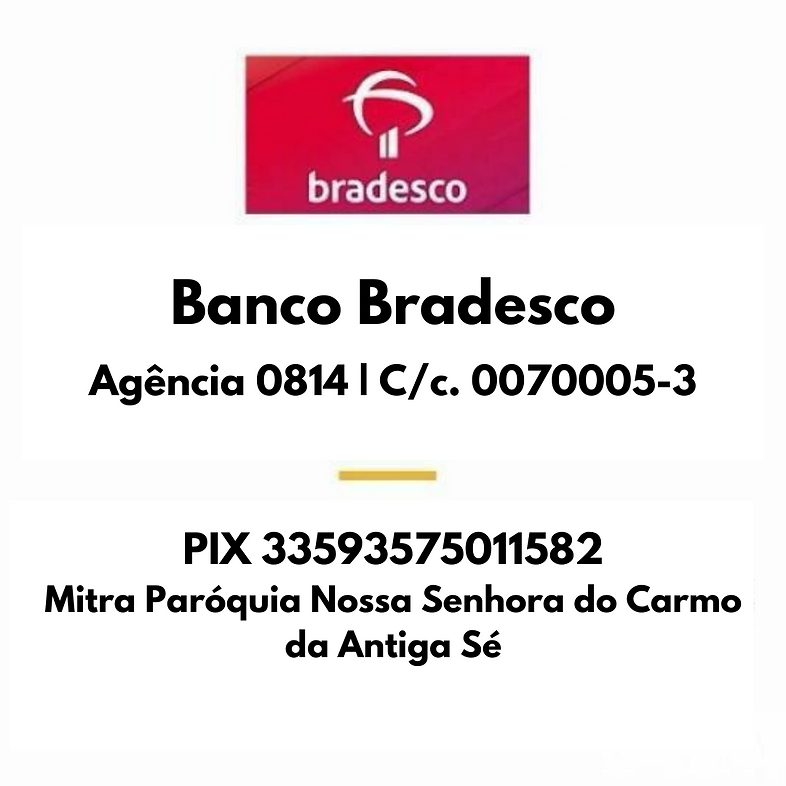 bradesco
Banco Bradesco
Agência 0814 | C/c. 0070005-3
PIX 33593575011582
Mitra Paróquia Nossa Senhora do Carmo
da Antiga Sé